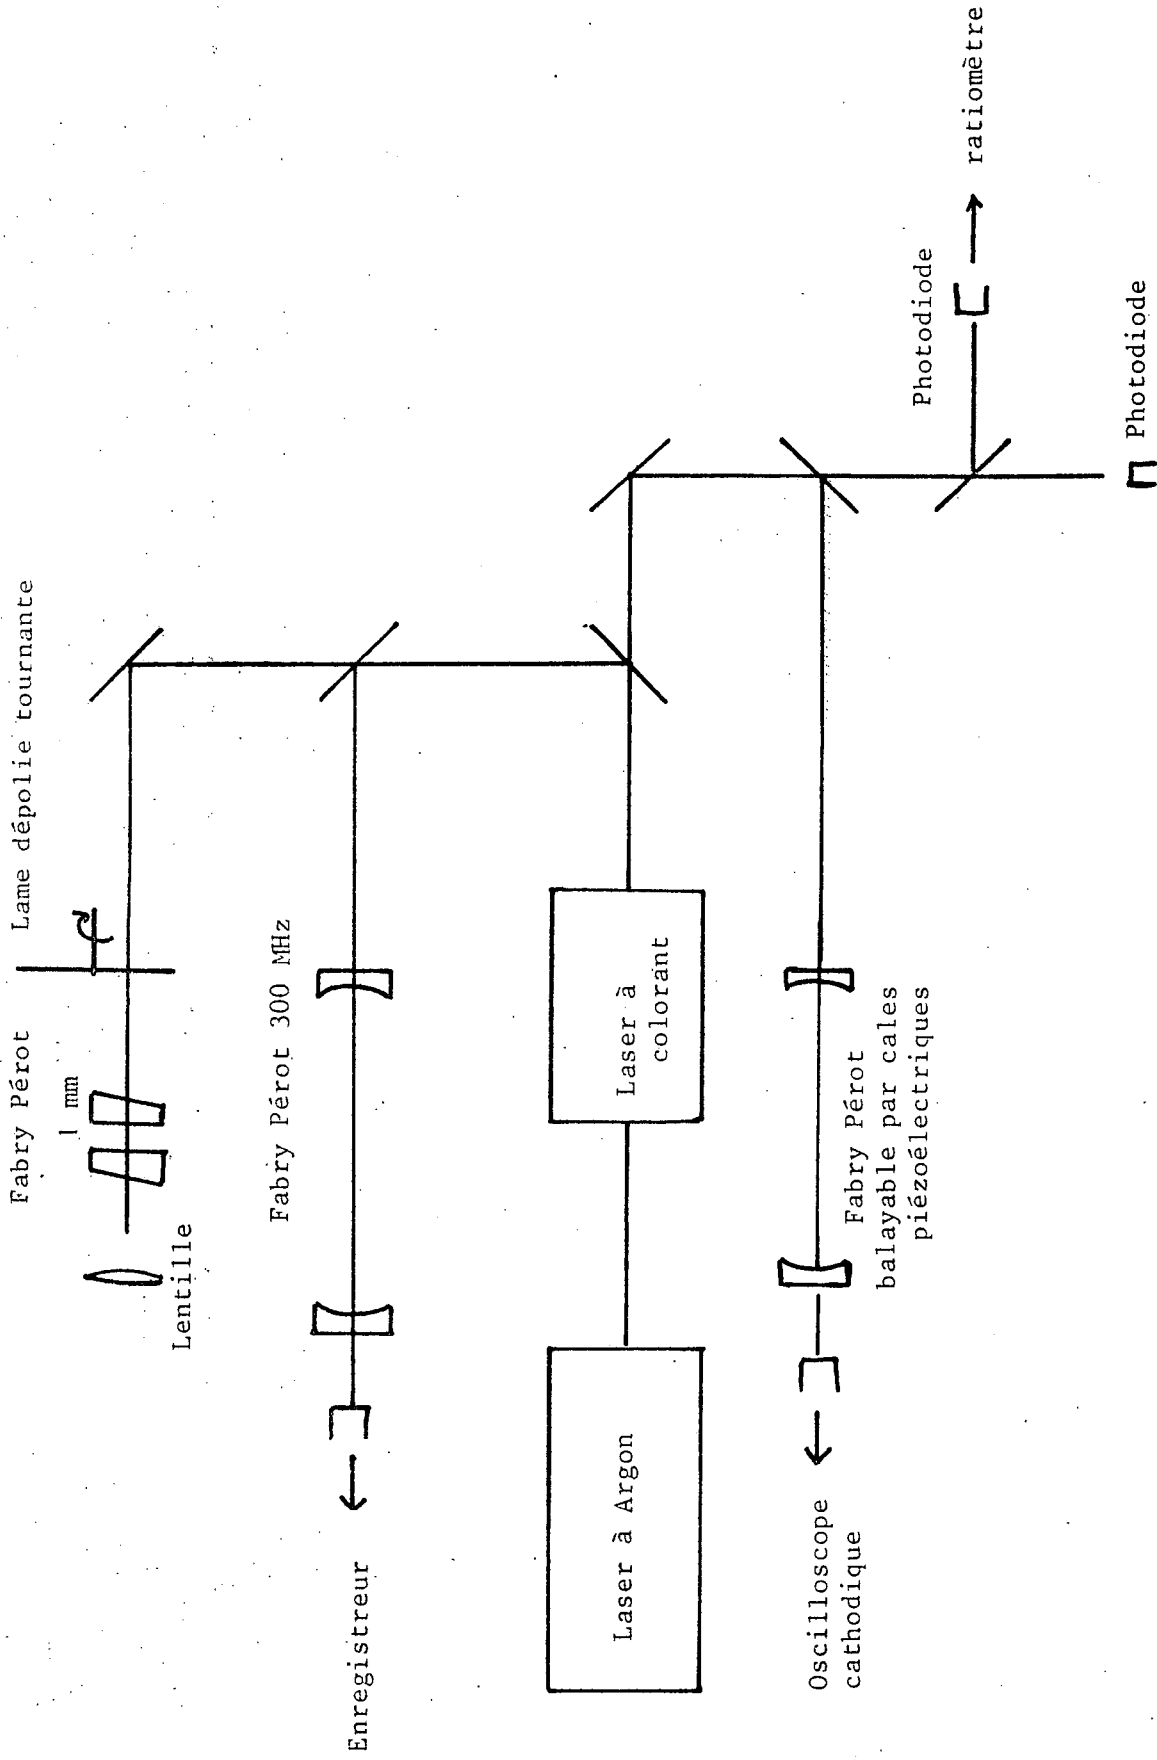 Fabry Pérot
1 mm
Lame dépolie tournante
Lentille
Fabry Pérot 300 MHz
Enregistreur
Laser à Argon
Laser à
colorant
Oscilloscope
cathodique
Fabry Pérot
balayable par cales
piézoélectriques
Photodiode
ratiomètre
Photodiode